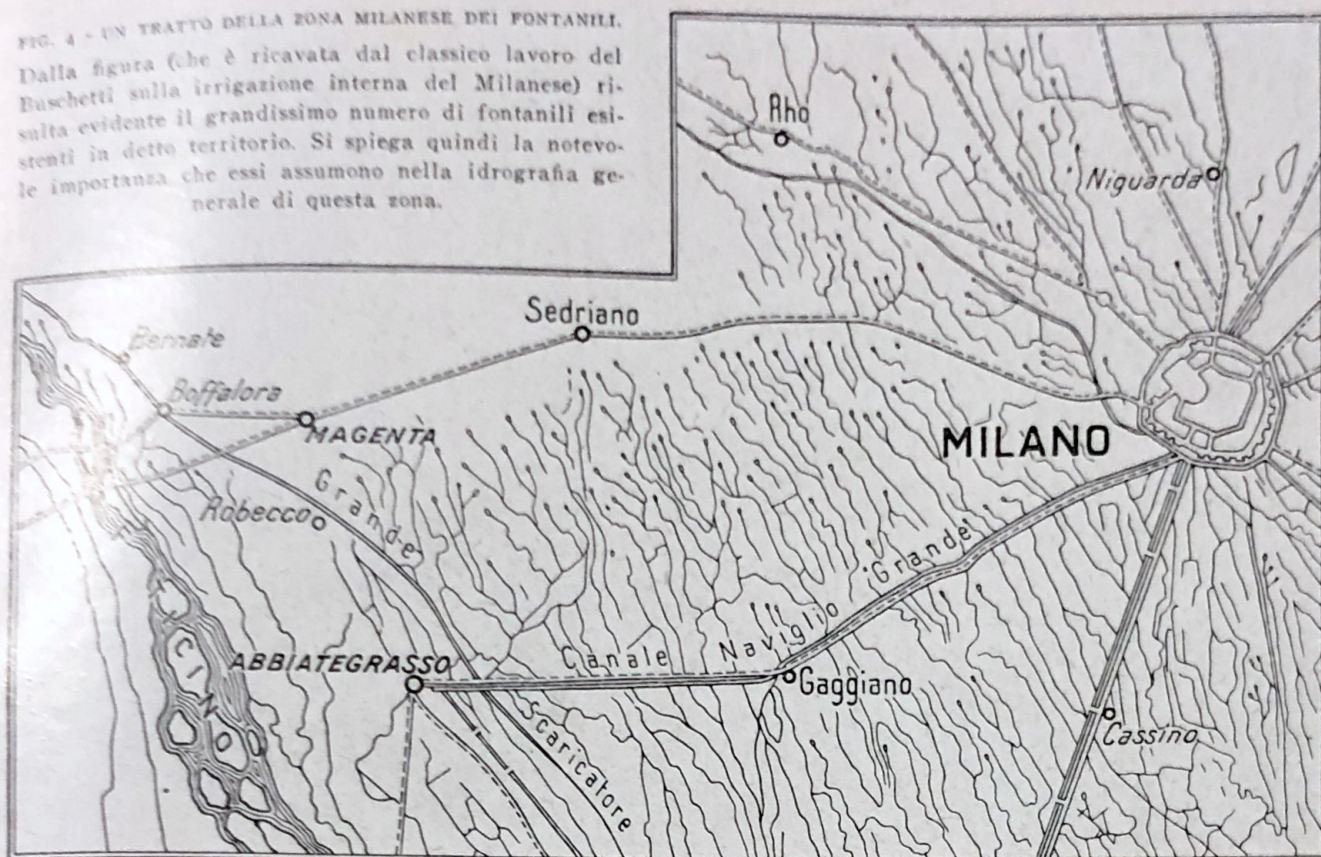 FIG. 4 - UN TRATTO DELLA ZONA MILANESE DEI FONTANILI.
Dalla figura (che è ricavata dal classico lavoro del
Buschetti sulla irrigazione interna del Milanese) ri-
sulta evidente il grandissimo numero di fontanili esi-
stenti in detto territorio. Si spiega quindi la notevo-
le importanza che essi assumono nella idrografia ge-
nerale di questa zona.
Rho
Niguarda
Sedriano
Bernate
Boffalora
MAGENTA
MILANO
Robecco
Grande
Naviglio Grande
TICINO
ABBIATEGRASSO
Canale
Gaggiano
Scaricatore
Cassino